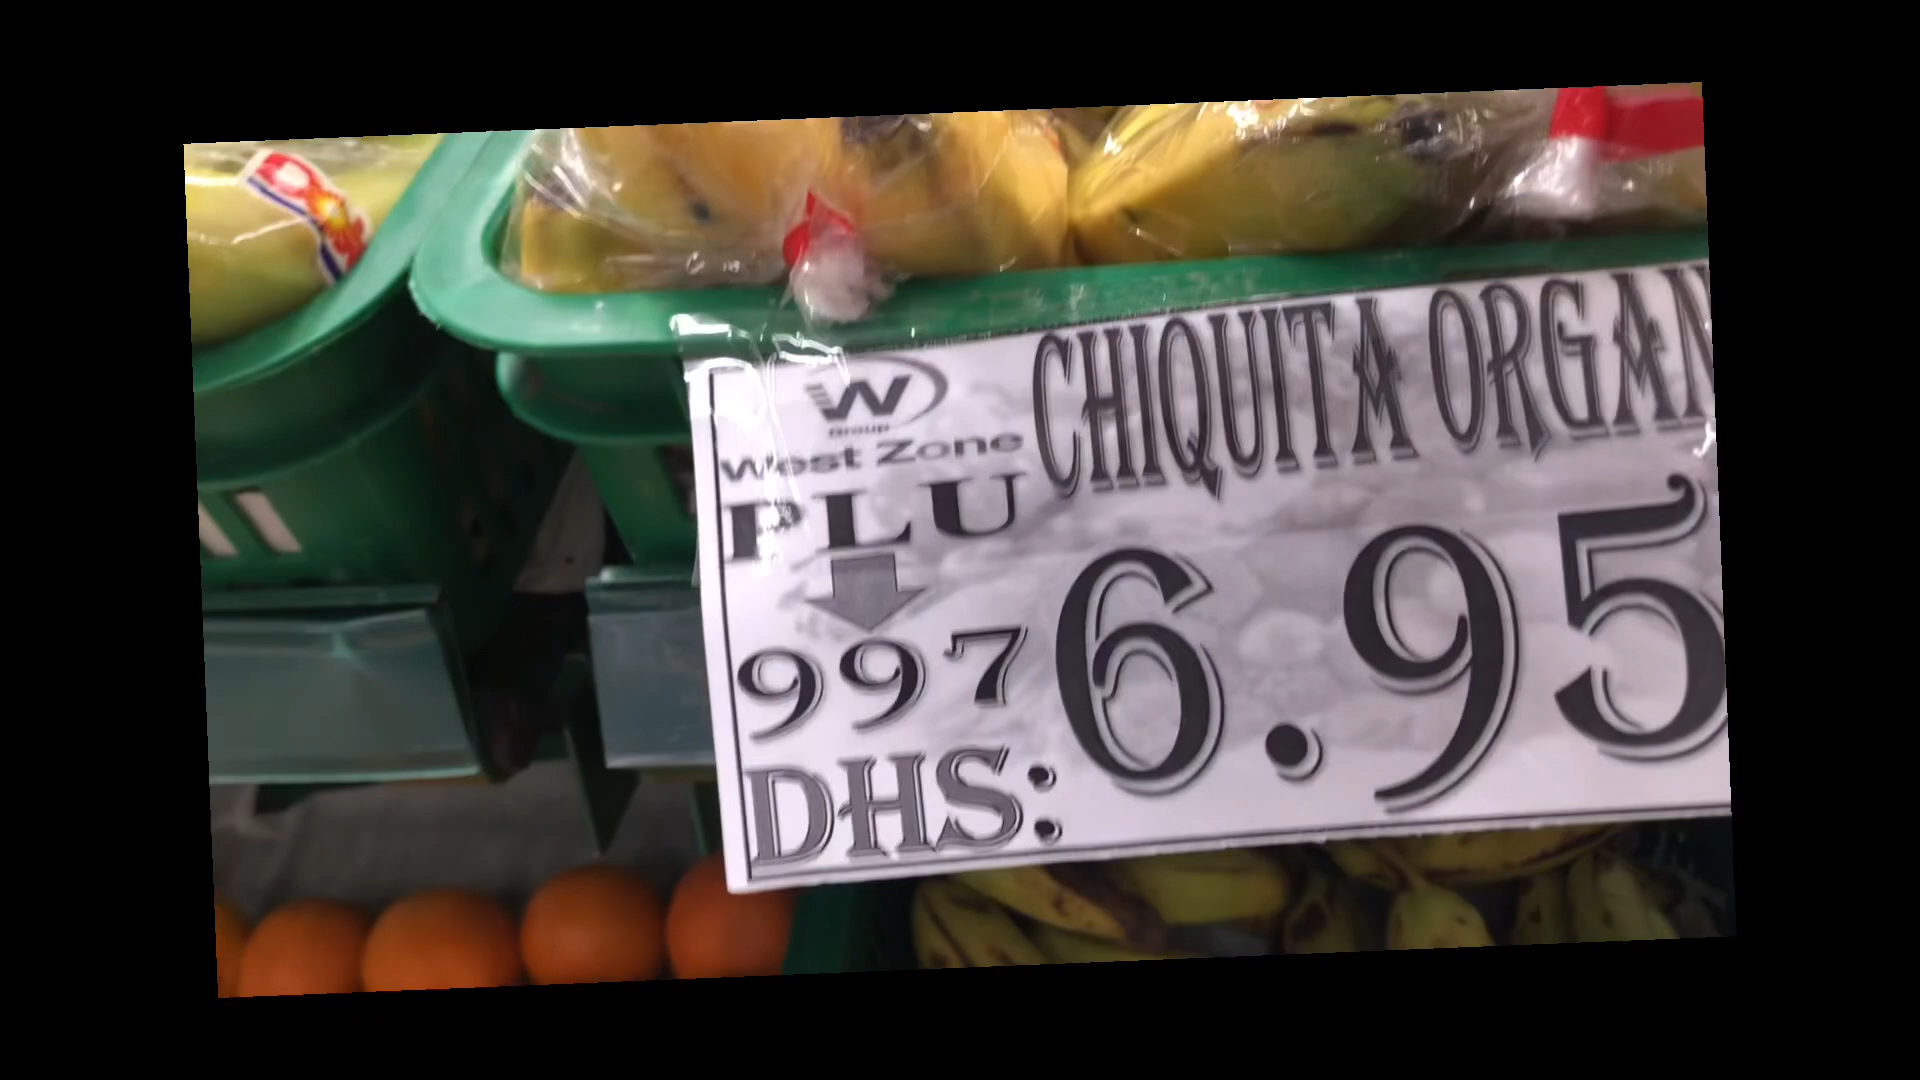 W
Group
West Zone
CHIQUITA ORGAN
PLU
997
DHS: 6.95